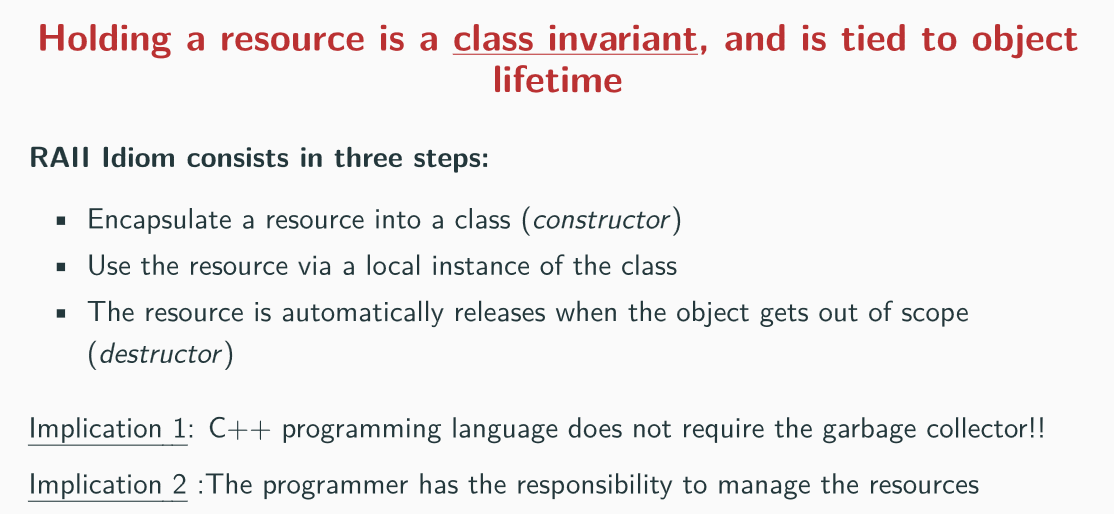 Holding a resource is a class invariant, and is tied to object
lifetime
RAII Idiom consists in three steps:
▪ Encapsulate a resource into a class (constructor)
▪ Use the resource via a local instance of the class
▪ The resource is automatically releases when the object gets out of scope
(destructor)
Implication 1: C++ programming language does not require the garbage collector!!
Implication 2 :The programmer has the responsibility to manage the resources